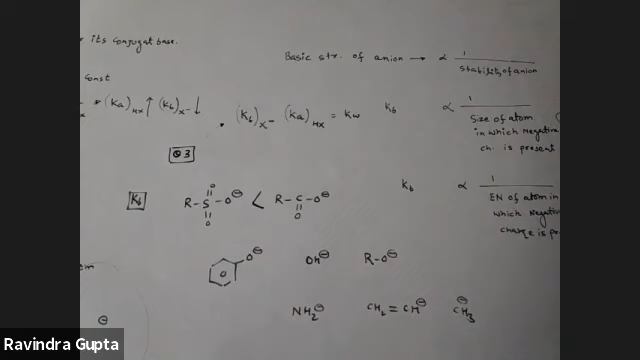 its Conjugat base.
Basic str. of anion → α 1 / stability of anion
Const
(Ka)HX ↑ (Kb)X- ↓
(Kb)X- (Ka)HX = Kw
Kb α 1 / Size of atom in which Negative ch. is present
Q3
Kb
R-S-O⊖ < R-C-O⊖
O O O
Kb α 1 / EN of atom in which Negative charge is
O⊖ OH⊖ R-O⊖
NH2⊖ CH2=CH⊖ CH3⊖
Ravindra Gupta